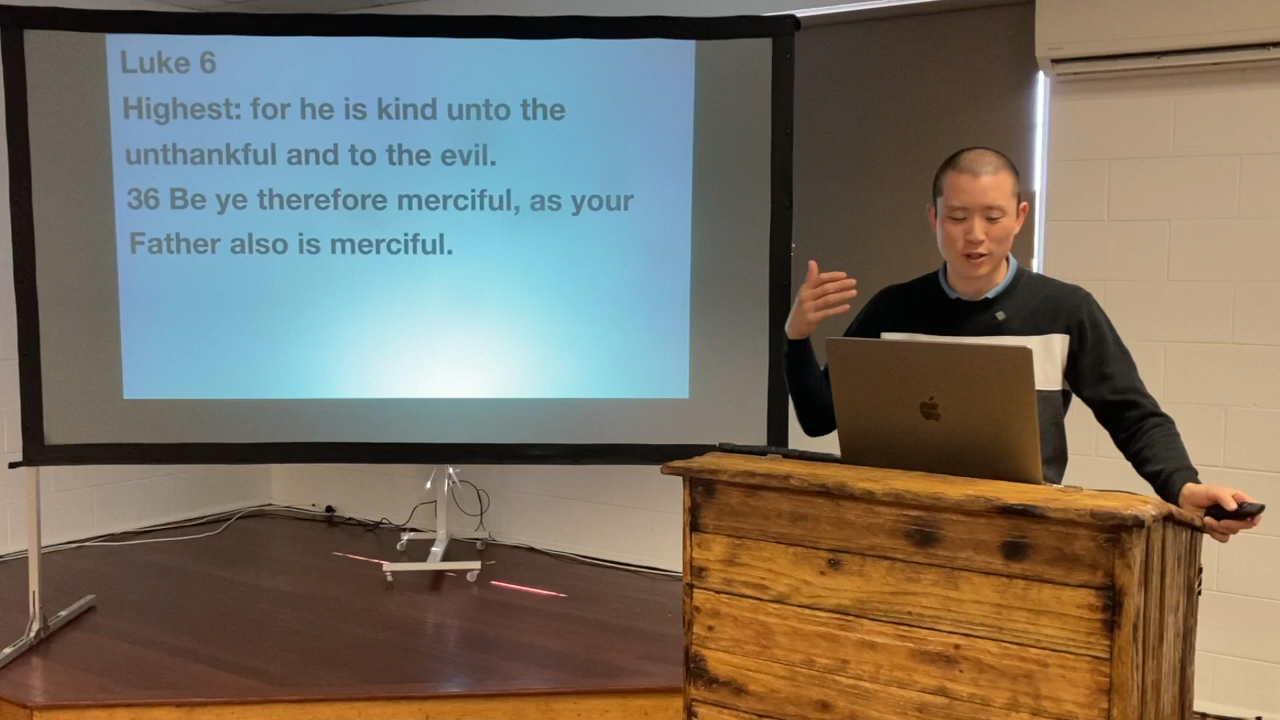 Luke 6
Highest: for he is kind unto the
unthankful and to the evil.
36 Be ye therefore merciful, as your
Father also is merciful.